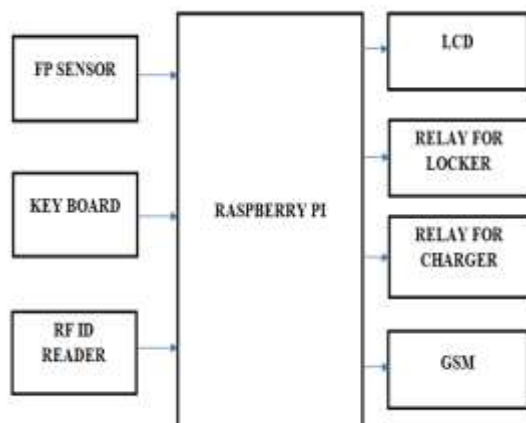 FP SENSOR
KEY BOARD
RF ID
READER
RASPBERRY PI
LCD
RELAY FOR
LOCKER
RELAY FOR
CHARGER
GSM